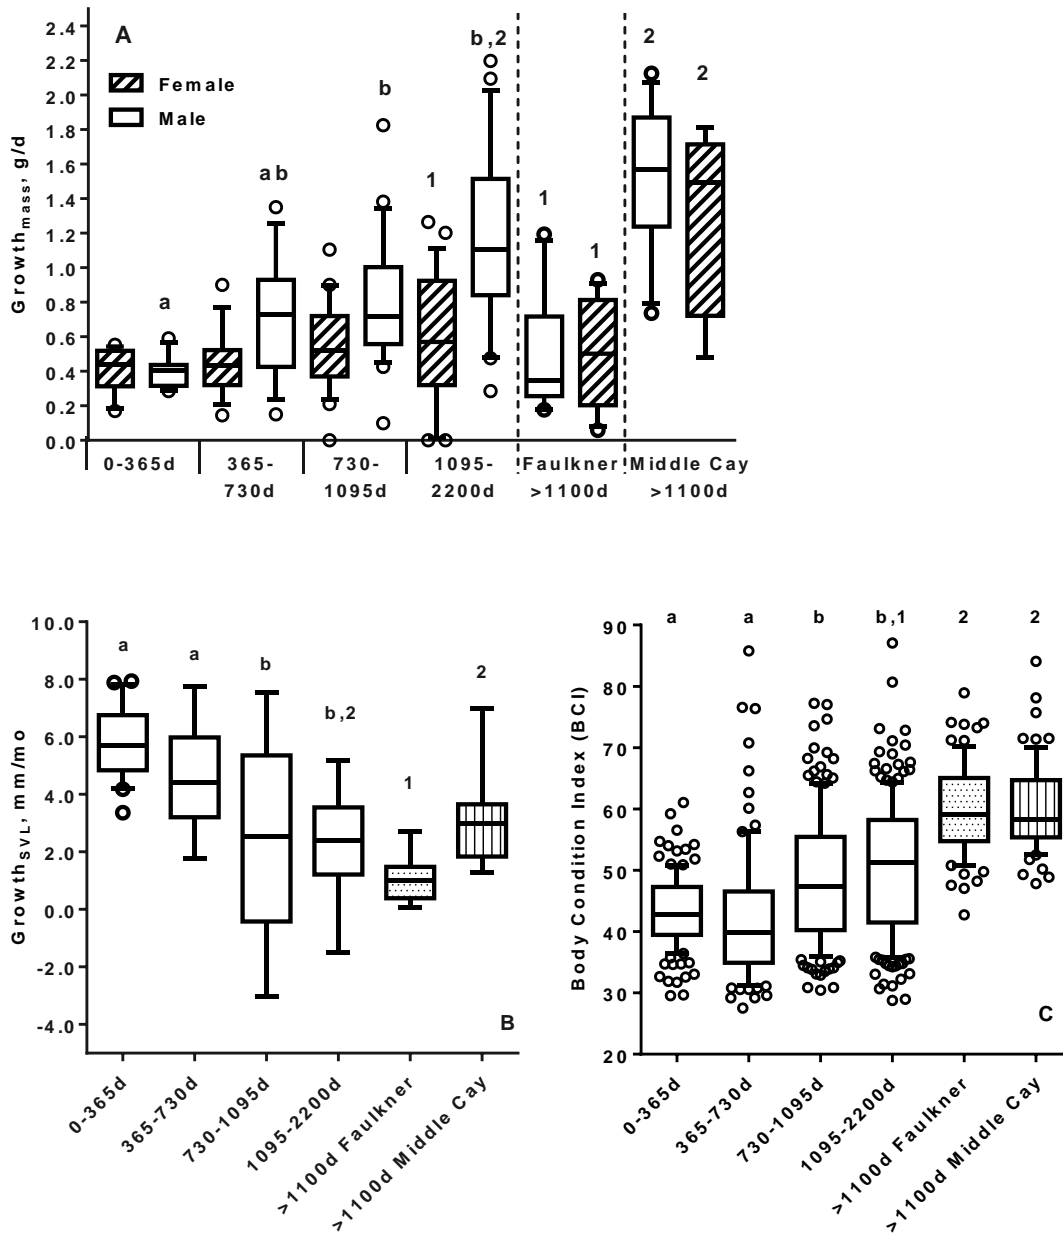 A
Female
Male
Growth mass, g/d
2.4
2.2
2.0
1.8
1.6
1.4
1.2
1.0
0.8
0.6
0.4
0.2
0.0
a
ab
b
1
b,2
1
1
2
2
0-365d
365-
730d
730-
1095d
1095-
2200d
Faulkner
>1100d
Middle Cay
>1100d
Growth SVL, mm/mo
10.0
8.0
6.0
4.0
2.0
0.0
-2.0
-4.0
a
a
b
b,2
1
2
B
0-365d
365-730d
730-1095d
1095-2200d
>1100d Faulkner
>1100d Middle Cay
Body Condition Index (BCI)
90
80
70
60
50
40
30
20
a
a
b
b,1
2
2
C
0-365d
365-730d
730-1095d
1095-2200d
>1100d Faulkner
>1100d Middle Cay